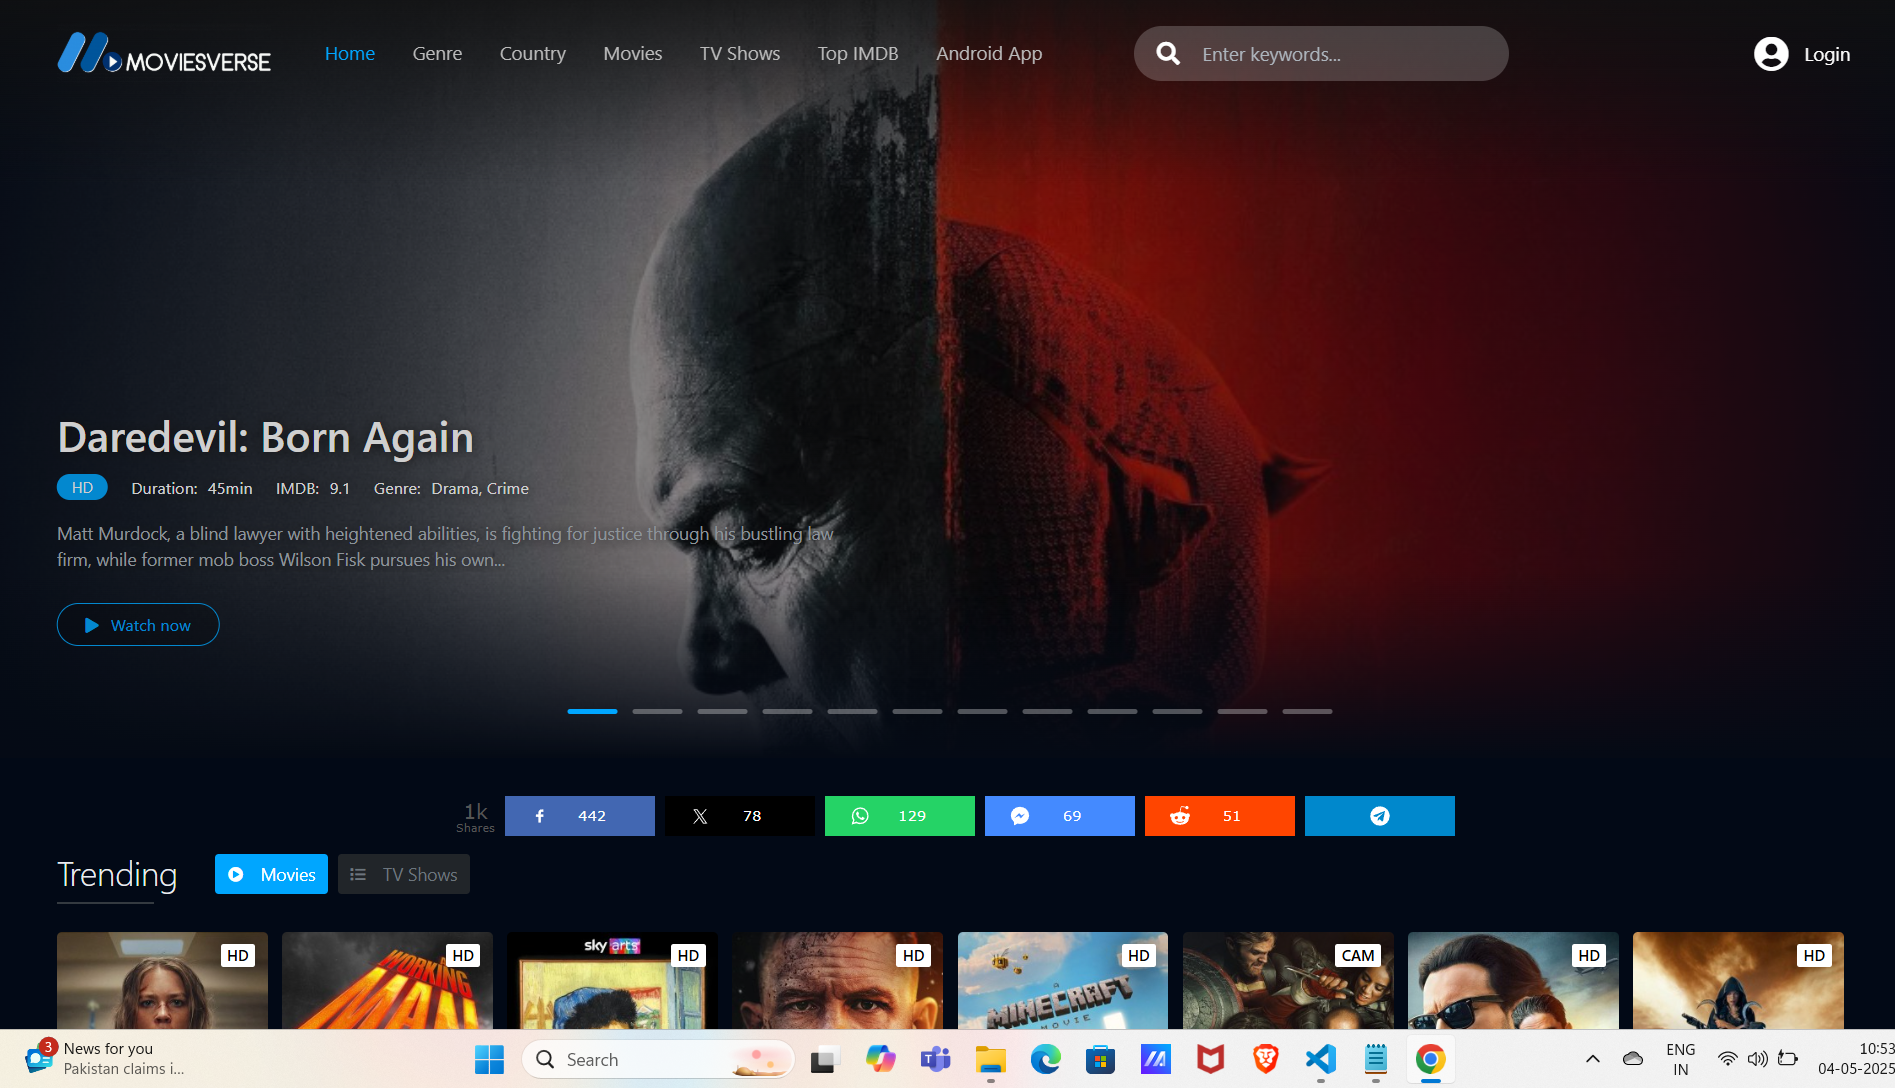 MOVIESVERSE
Home
Genre
Country
Movies
TV Shows
Top IMDB
Android App
Enter keywords...
Login
Daredevil: Born Again
HD Duration: 45min IMDB: 9.1 Genre: Drama, Crime
Matt Murdock, a blind lawyer with heightened abilities, is fighting for justice through his bustling law
firm, while former mob boss Wilson Fisk pursues his own...
Watch now
1k
Shares
442
78
129
69
51
Trending
Movies
TV Shows
HD
WORKING
MAN
HD
sky arts
HD
HD
A
MINECRAFT
MOVIE
HD
CAM
HD
HD
3
News for you
Pakistan claims i...
Search
ENG
IN
10:53
04-05-2025